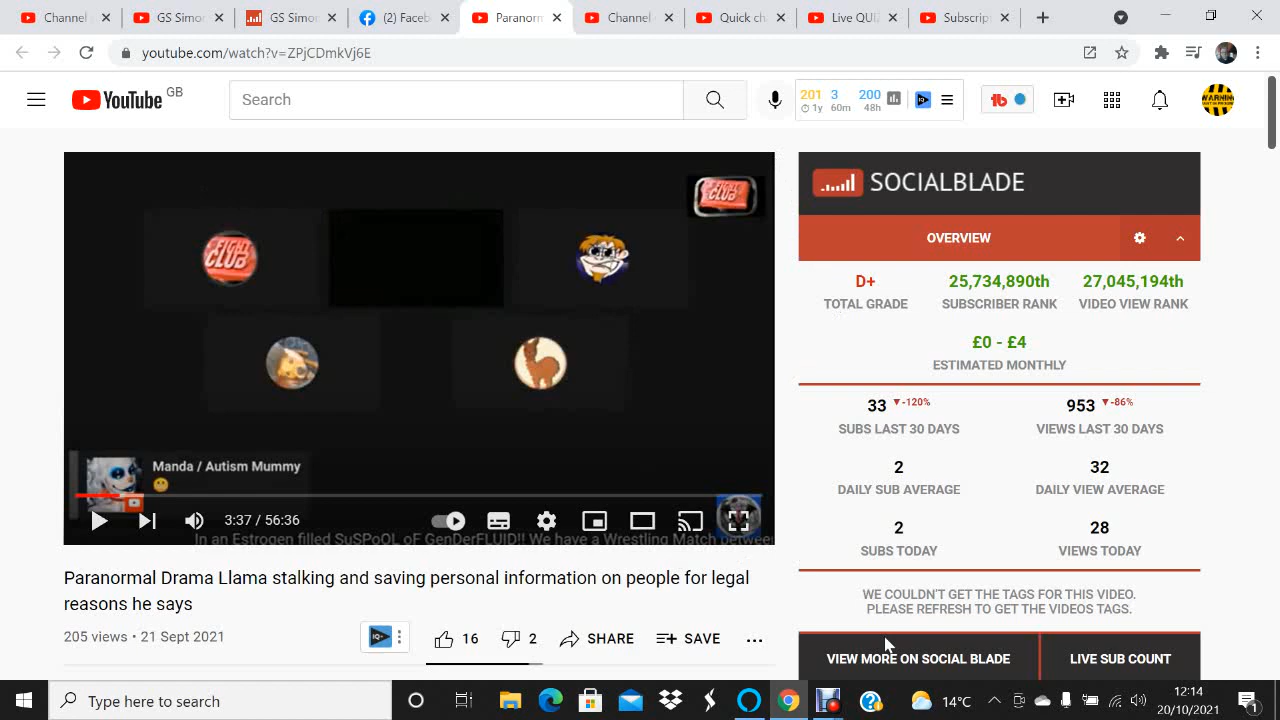 Channel
GS Simo
GS Simo
(2) Faceb
Paranorm
Channel
Quick ch
Live QUI
Subscrip
youtube.com/watch?v=ZPjCDmkVj6E
YouTube GB
Search
201 3 200
1y 60m 48h
WARNING
SOCIALBLADE
OVERVIEW
D+ 25,734,890th 27,045,194th
TOTAL GRADE SUBSCRIBER RANK VIDEO VIEW RANK
£0 - £4
ESTIMATED MONTHLY
33 -120% 953 -86%
SUBS LAST 30 DAYS VIEWS LAST 30 DAYS
2 32
DAILY SUB AVERAGE DAILY VIEW AVERAGE
2 28
SUBS TODAY VIEWS TODAY
WE COULDN'T GET THE TAGS FOR THIS VIDEO.
PLEASE REFRESH TO GET THE VIDEOS TAGS.
VIEW MORE ON SOCIAL BLADE LIVE SUB COUNT
FIGHT CLUB
FIGHT CLUB
Manda / Autism Mummy
3:37 / 56:36
In an Estrogen filled SuSPoOL oF GenDerFLUID!! We have a Wrestling Match between
Paranormal Drama Llama stalking and saving personal information on people for legal
reasons he says
205 views • 21 Sept 2021
16 2 SHARE SAVE
Type here to search
14°C
12:14
20/10/2021